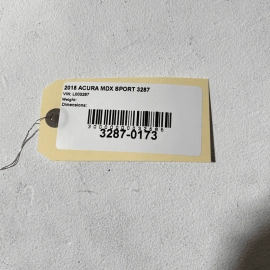 2018 ACURA MDX SPORT 3287
VIN: L003287
Weight:
Dimensions:
3287-0173